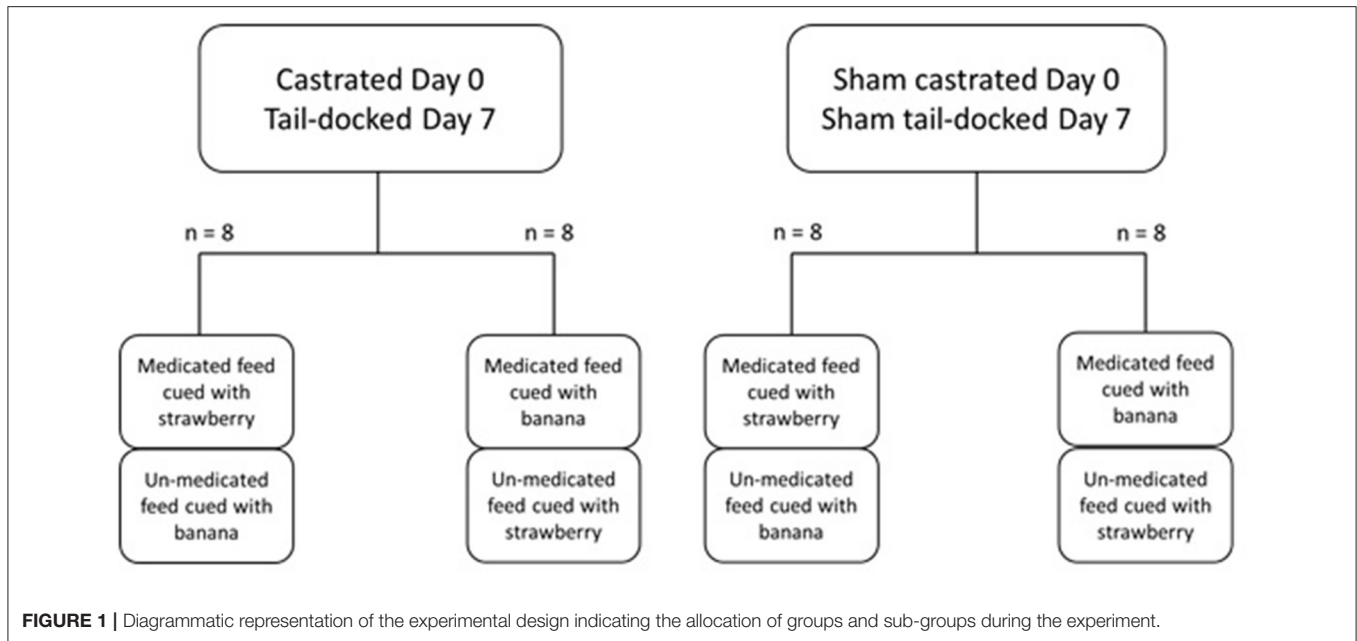 Castrated Day 0
Tail-docked Day 7
Sham castrated Day 0
Sham tail-docked Day 7
n = 8
n = 8
n = 8
n = 8
Medicated feed
cued with
strawberry
Un-medicated
feed cued with
banana
Medicated feed
cued with
banana
Un-medicated
feed cued with
strawberry
Medicated feed
cued with
strawberry
Un-medicated
feed cued with
banana
Medicated feed
cued with
banana
Un-medicated
feed cued with
strawberry
FIGURE 1 | Diagrammatic representation of the experimental design indicating the allocation of groups and sub-groups during the experiment.